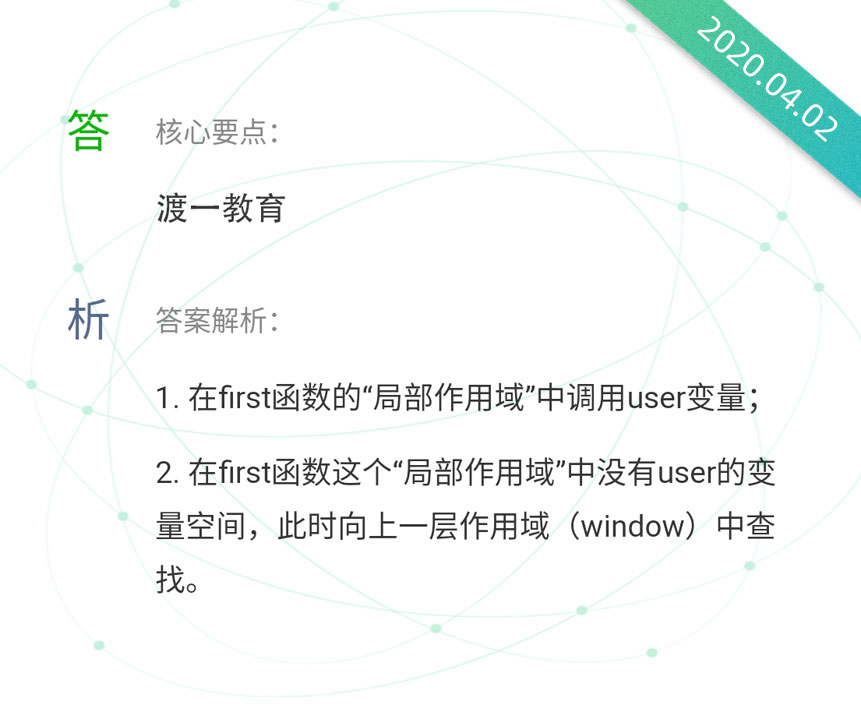 2020.04.02
答 核心要点：
渡一教育
析 答案解析：
1. 在first函数的“局部作用域”中调用user变量；
2. 在first函数这个“局部作用域”中没有user的变
量空间，此时向上一层作用域（window）中查
找。